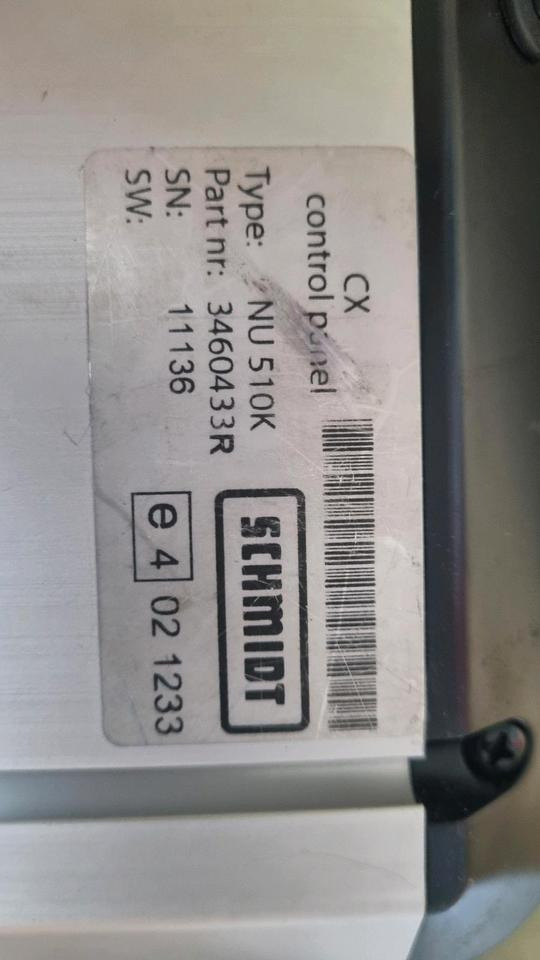 CX
control panel
Type: NU 510K
Part nr: 3460433R
SN: 11136
SW:
SCHMIDT
e 4 02 1233